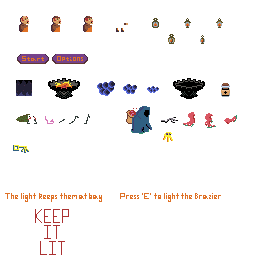 Start Options
The light keeps them at bay Press "E" to light the Brazier
KEEP
IT
LIT